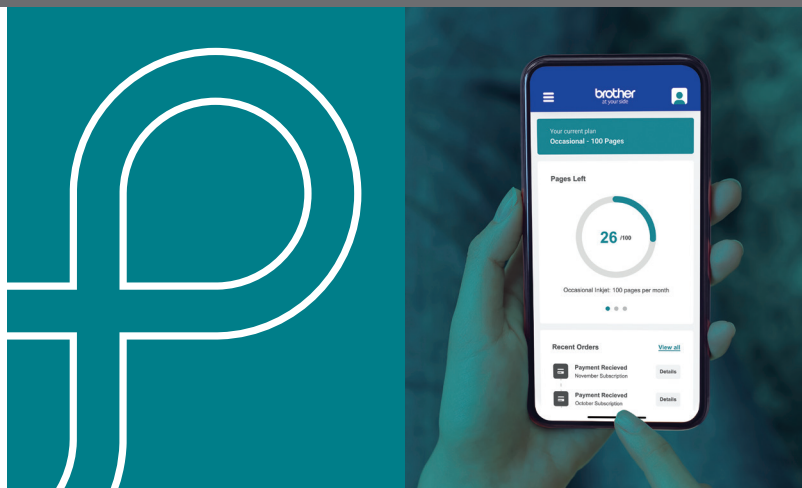 brother
at your side
Your current plan
Occasional - 100 Pages
Pages Left
26 /100
Occasional Inkjet: 100 pages per month
Recent Orders View all
Payment Recieved Details
November Subscription
Payment Recieved Details
October Subscription